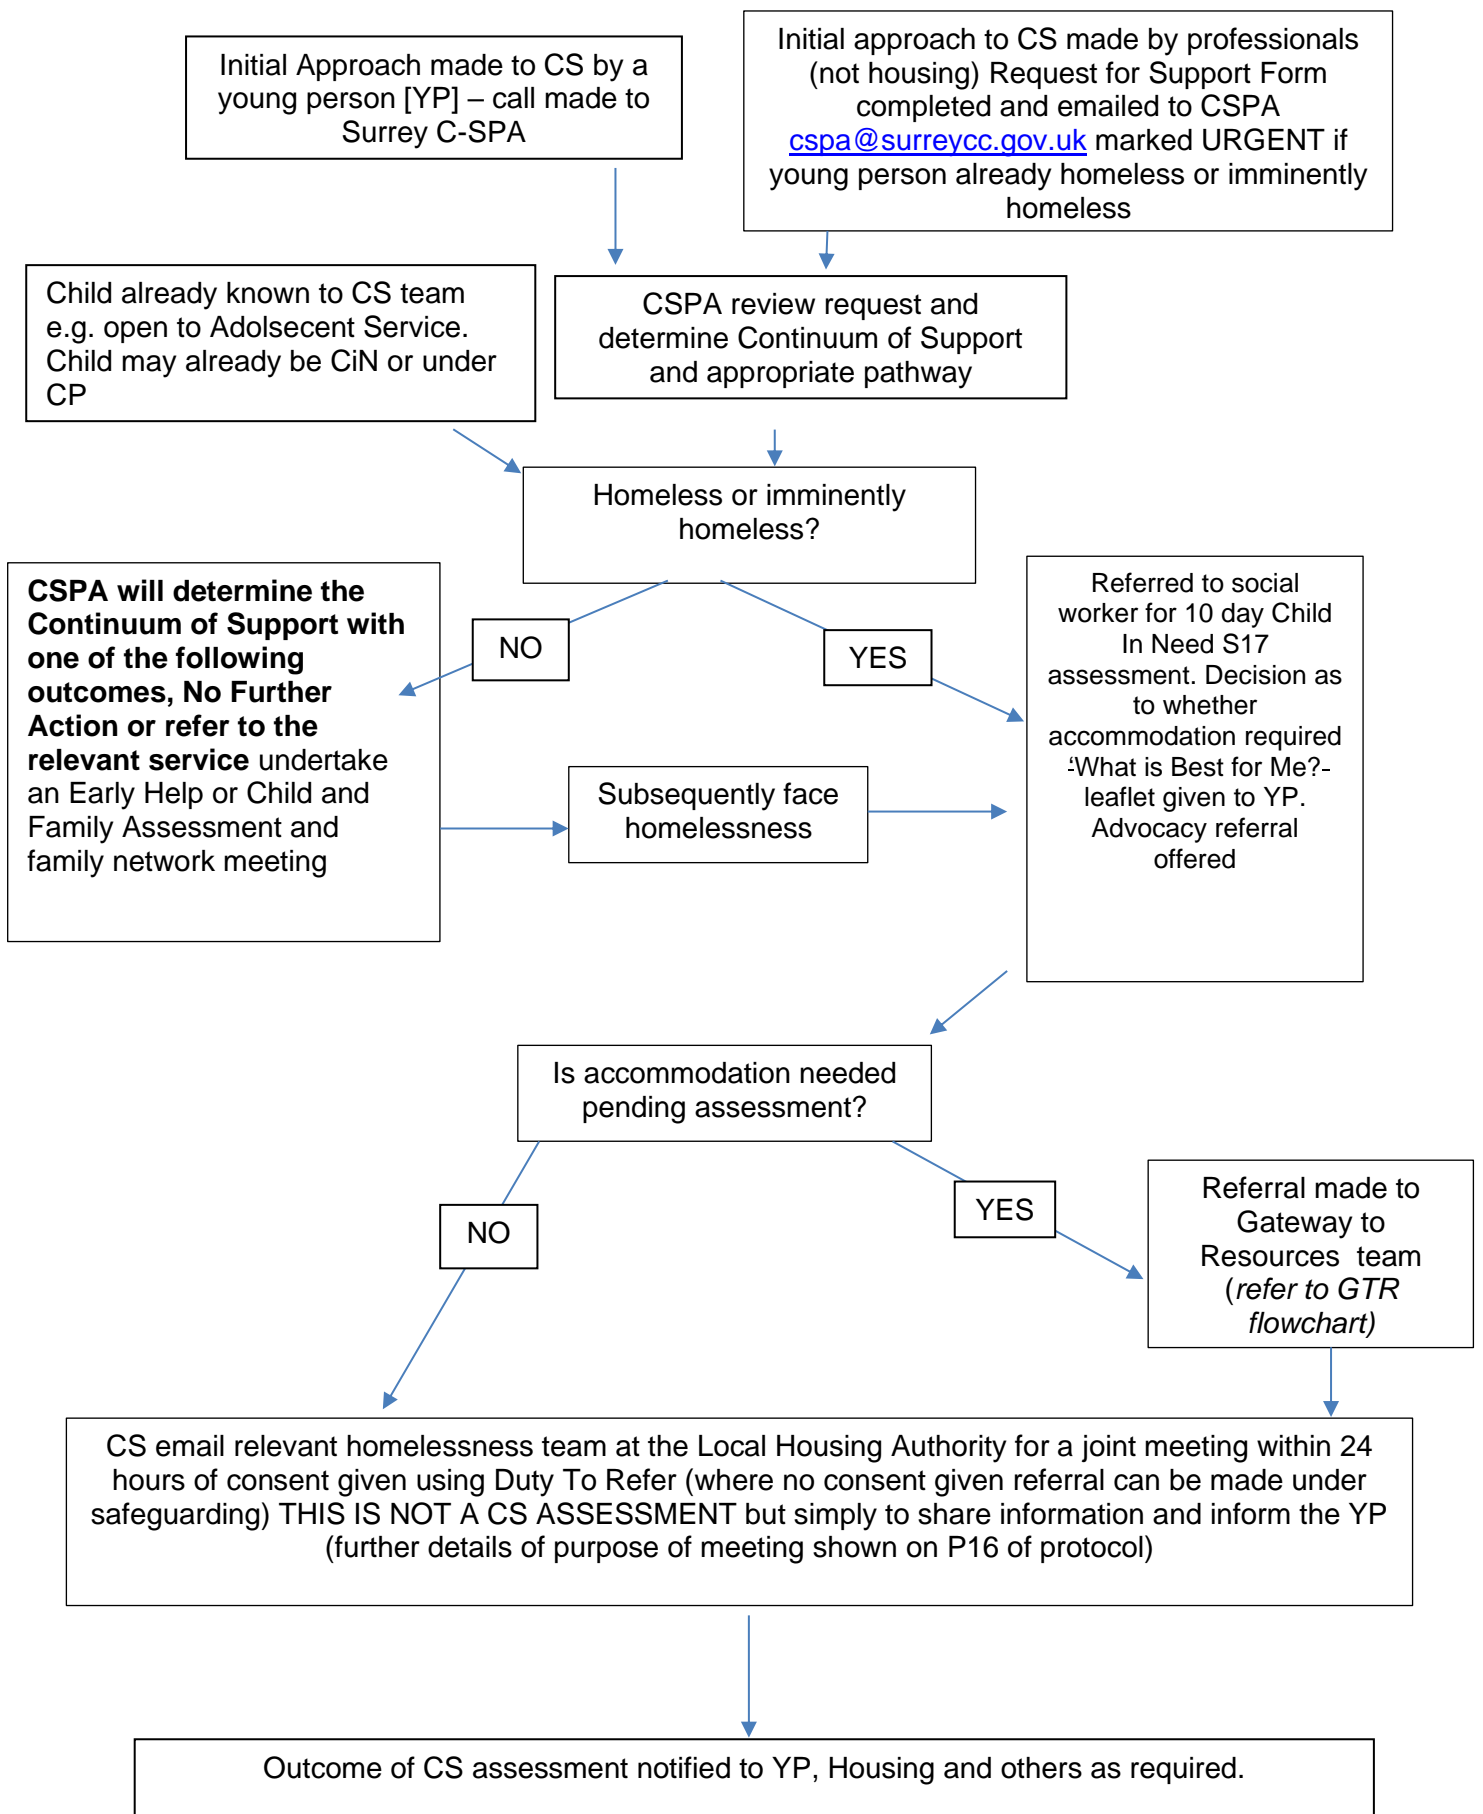 Initial Approach made to CS by a
young person [YP] – call made to
Surrey C-SPA
Initial approach to CS made by professionals
(not housing) Request for Support Form
completed and emailed to CSPA
cspa@surreycc.gov.uk marked URGENT if
young person already homeless or imminently
homeless
Child already known to CS team
e.g. open to Adolsecent Service.
Child may already be CiN or under
CP
CSPA review request and
determine Continuum of Support
and appropriate pathway
Homeless or imminently
homeless?
CSPA will determine the
Continuum of Support with
one of the following
outcomes, No Further
Action or refer to the
relevant service undertake
an Early Help or Child and
Family Assessment and
family network meeting
NO
YES
Subsequently face
homelessness
Referred to social
worker for 10 day Child
In Need S17
assessment. Decision as
to whether
accommodation required
‘What is Best for Me?-
leaflet given to YP.
Advocacy referral
offered
Is accommodation needed
pending assessment?
NO
YES
Referral made to
Gateway to
Resources team
(refer to GTR
flowchart)
CS email relevant homelessness team at the Local Housing Authority for a joint meeting within 24
hours of consent given using Duty To Refer (where no consent given referral can be made under
safeguarding) THIS IS NOT A CS ASSESSMENT but simply to share information and inform the YP
(further details of purpose of meeting shown on P16 of protocol)
Outcome of CS assessment notified to YP, Housing and others as required.